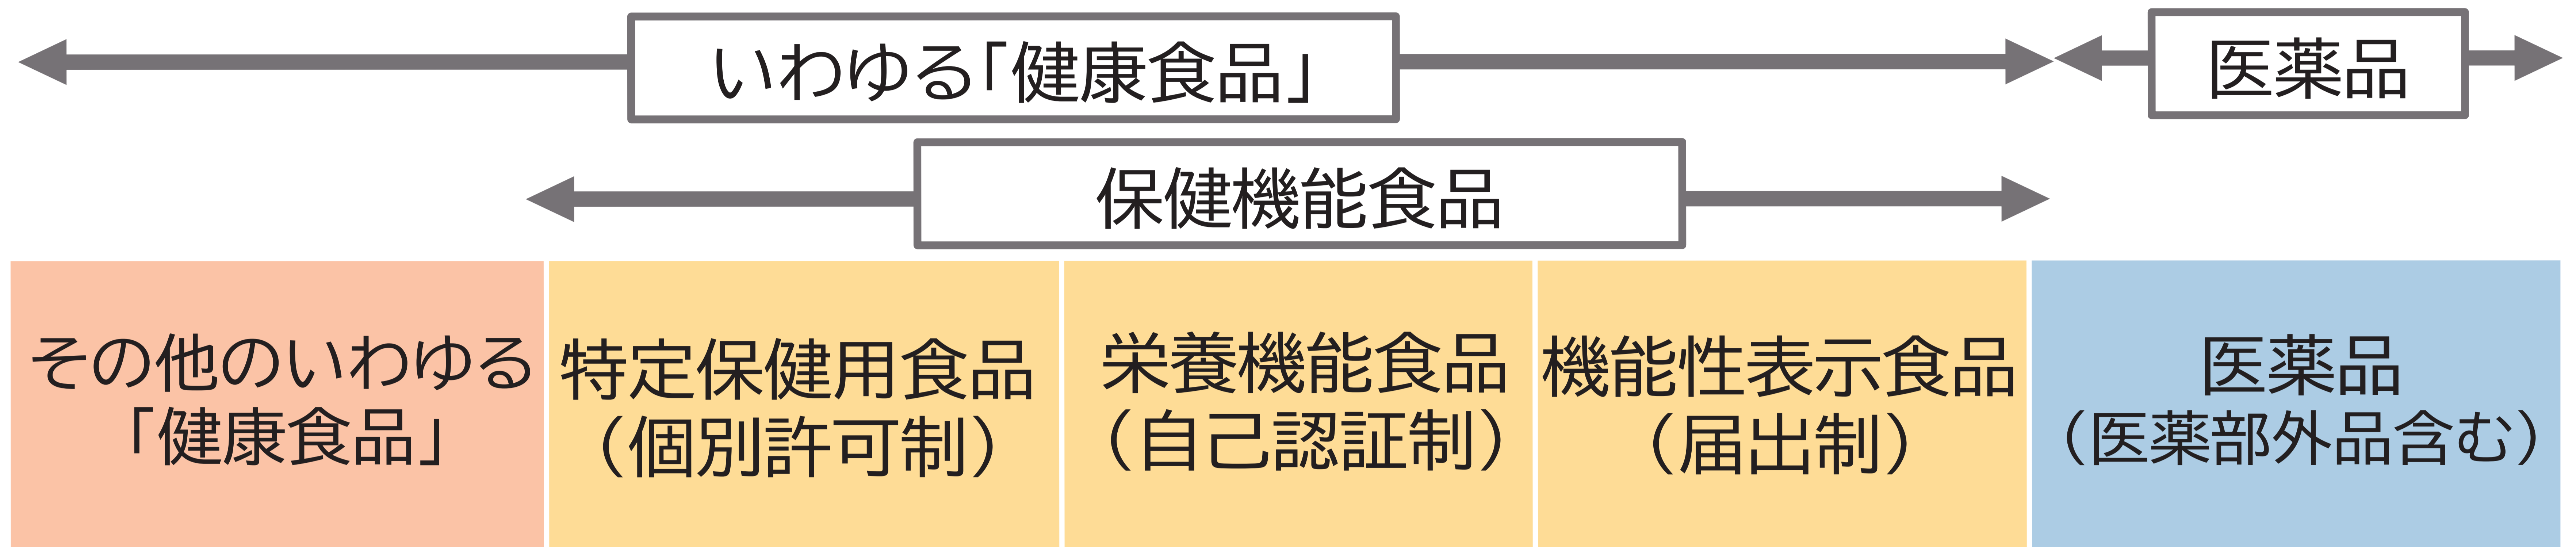 いわゆる「健康食品」
医薬品
保健機能食品
その他のいわゆる
「健康食品」
特定保健用食品
（個別許可制）
栄養機能食品
（自己認証制）
機能性表示食品
（届出制）
医薬品
（医薬部外品含む）